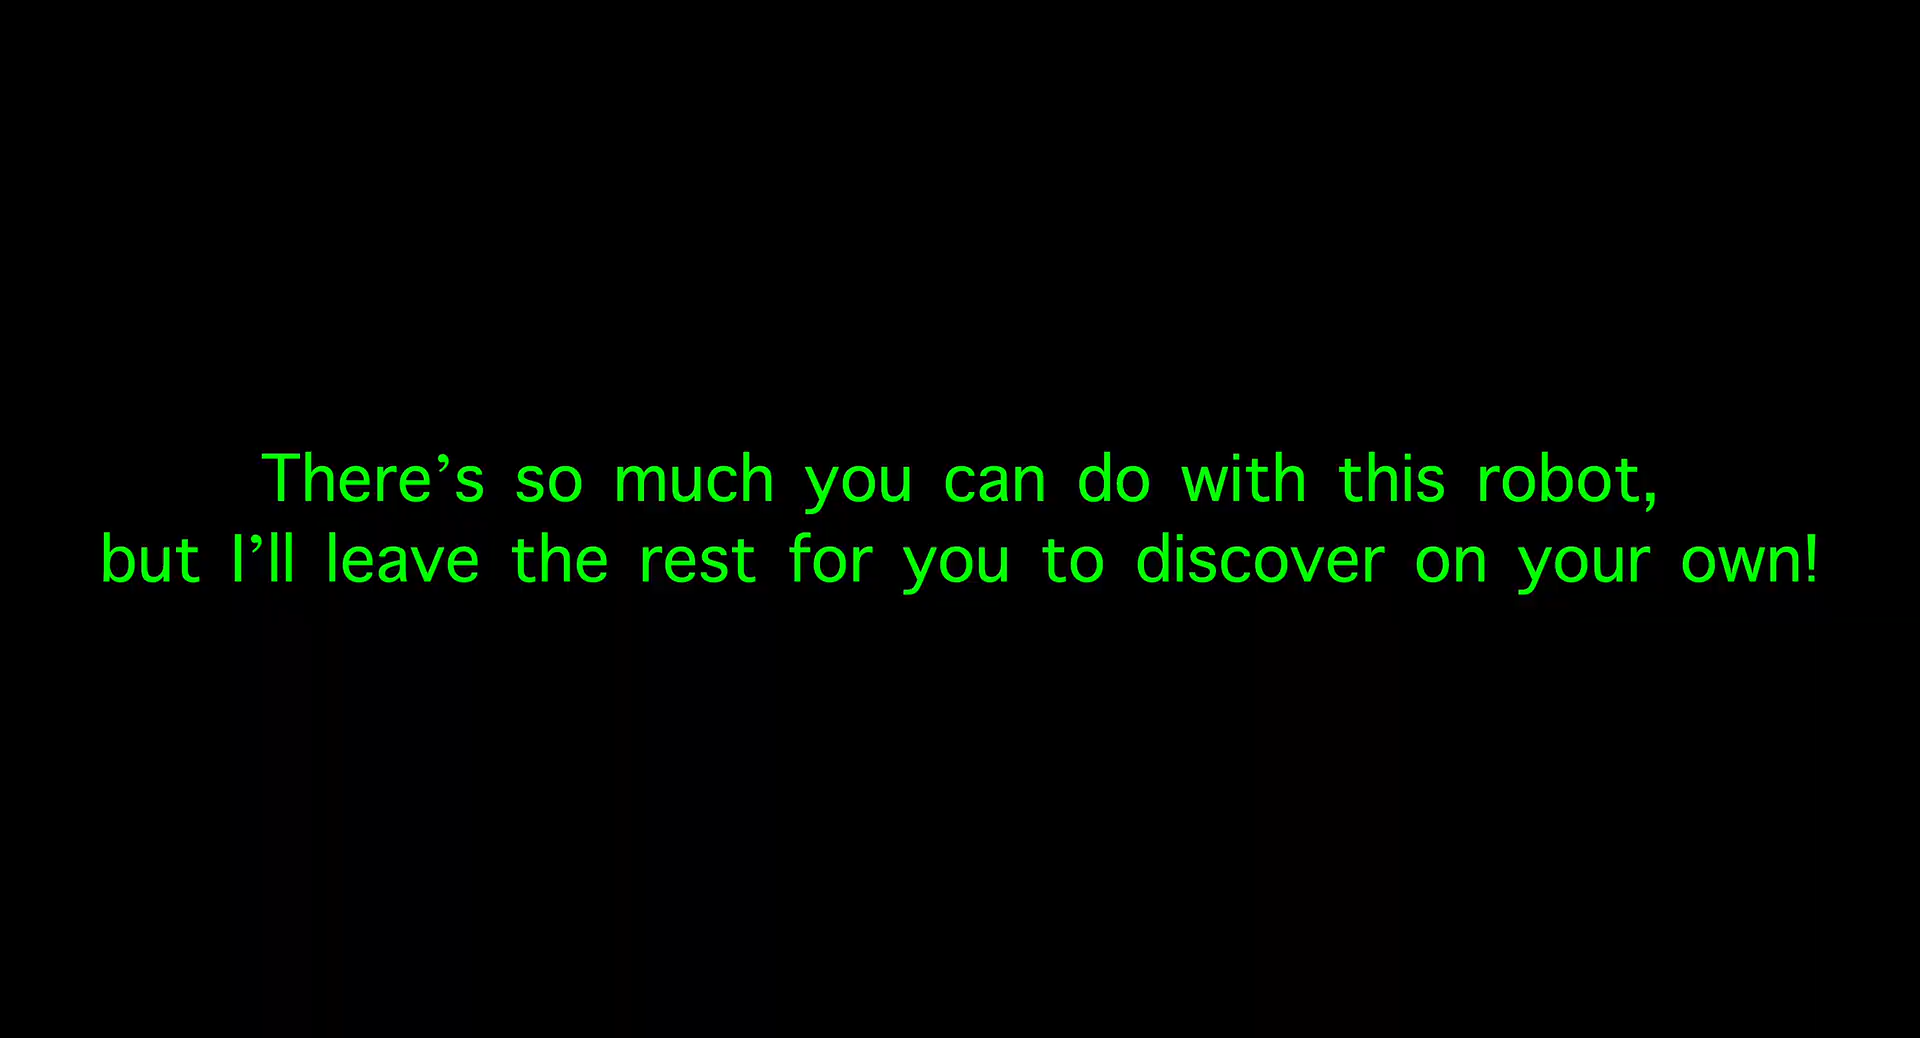 There’s so much you can do with this robot,
but I’ll leave the rest for you to discover on your own!